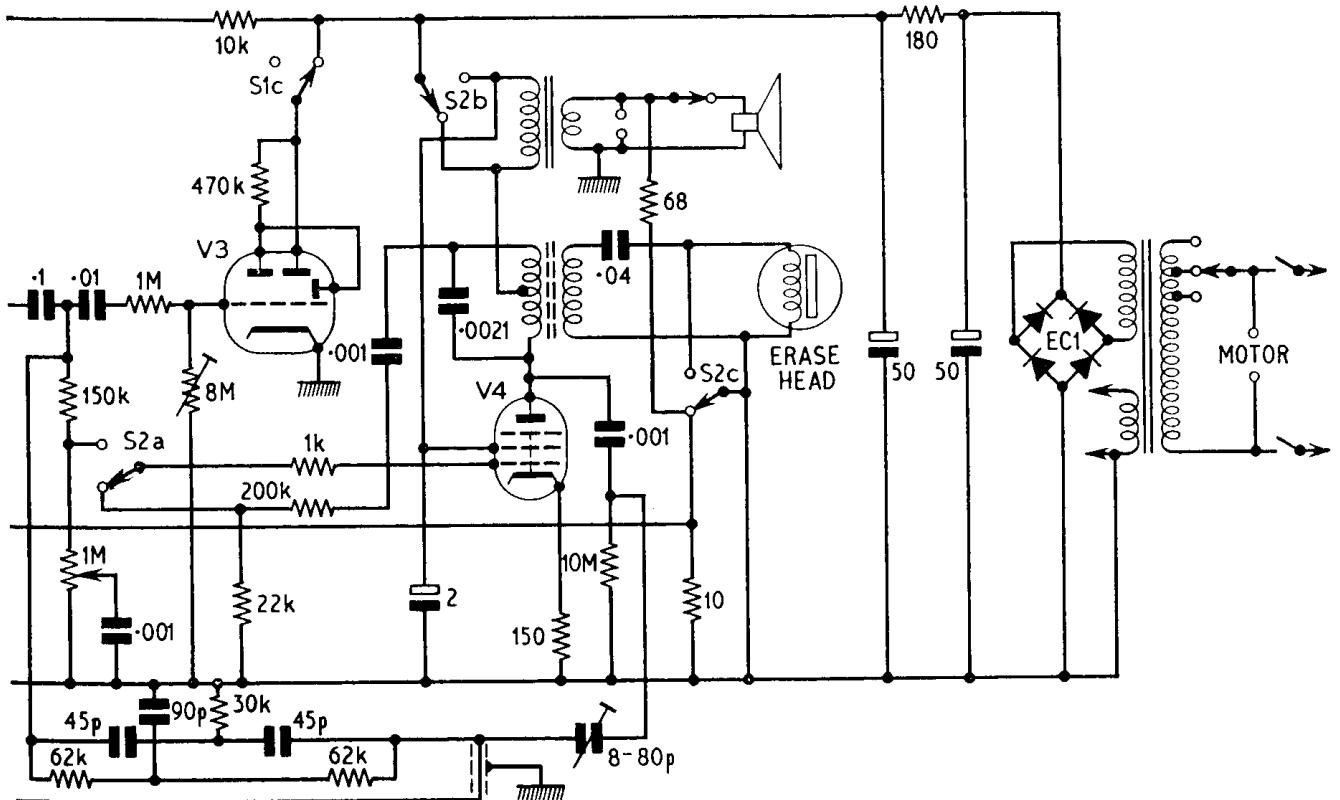 180
10k
S1c
S2b
470k
68
V3
·1
·01
1M
·04
·0021
·001
ERASE
HEAD
50
50
EC1
MOTOR
8M
150k
V4
S2c
S2a
1k
·001
200k
1M
10M
22k
2
10
·001
150
30k
90p
45p
45p
62k
62k
8-80p